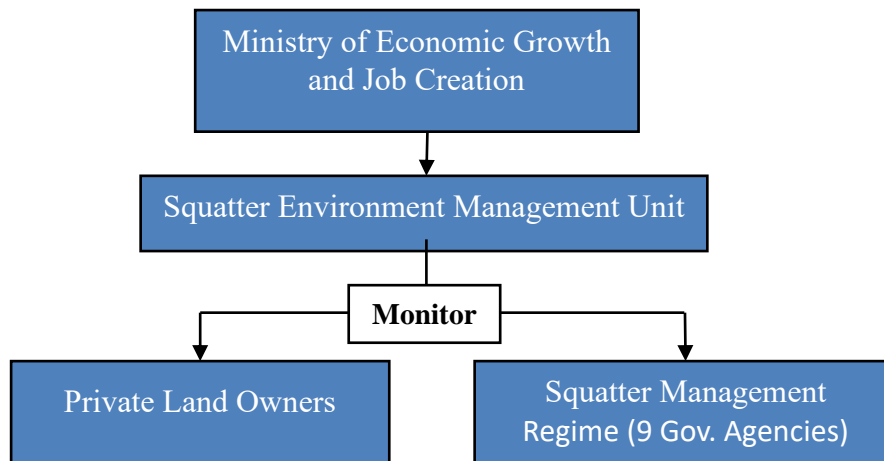 Ministry of Economic Growth
and Job Creation
Squatter Environment Management Unit
Monitor
Private Land Owners
Squatter Management
Regime (9 Gov. Agencies)